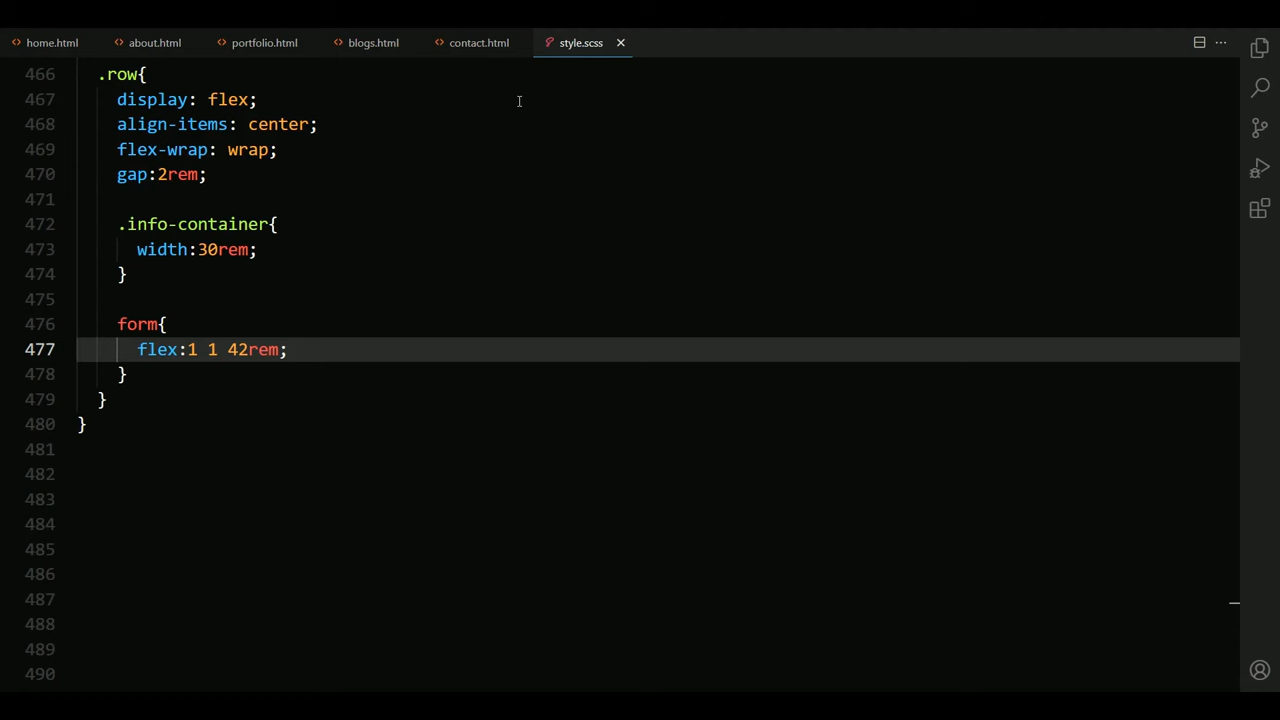 home.html about.html portfolio.html blogs.html contact.html style.scss
466 .row{
467 display: flex;
468 align-items: center;
469 flex-wrap: wrap;
470 gap:2rem;
471
472 .info-container{
473 width:30rem;
474 }
475
476 form{
477 flex:1 1 42rem;
478 }
479 }
480 }
481
482
483
484
485
486
487
488
489
490